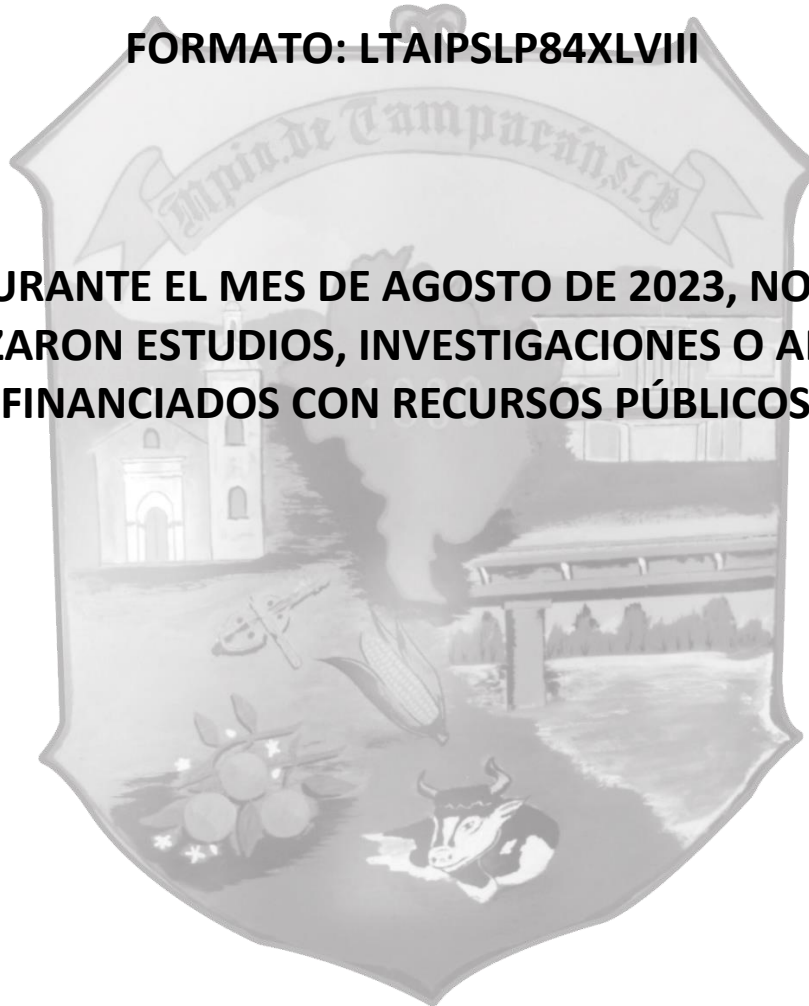 FORMATO: LTAIPSLP84XLVIII
Mpio. de Tampacán, S.L.P.
URANTE EL MES DE AGOSTO DE 2023, NO
ZARON ESTUDIOS, INVESTIGACIONES O A
FINANCIADOS CON RECURSOS PÚBLICOS